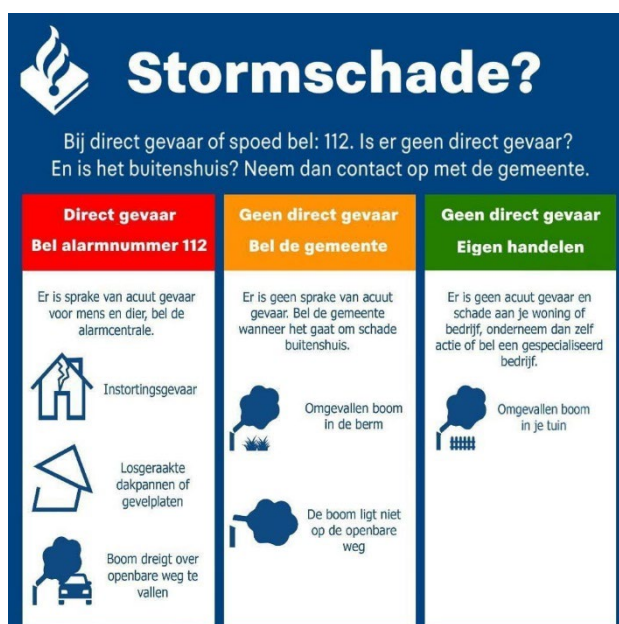 Stormschade?
Bij direct gevaar of spoed bel: 112. Is er geen direct gevaar?
En is het buitenshuis? Neem dan contact op met de gemeente.
Direct gevaar
Bel alarmnummer 112
Er is sprake van acuut gevaar
voor mens en dier, bel de
alarmcentrale.
Instortingsgevaar
Losgeraakte
dakpannen of
gevelplaten
Boom dreigt over
openbare weg te
vallen
Geen direct gevaar
Bel de gemeente
Er is geen sprake van acuut
gevaar. Bel de gemeente
wanneer het gaat om schade
buitenshuis.
Omgevallen boom
in de berm
De boom ligt niet
op de openbare
weg
Geen direct gevaar
Eigen handelen
Er is geen acuut gevaar en
schade aan je woning of
bedrijf, onderneem dan zelf
actie of bel een gespecialiseerd
bedrijf.
Omgevallen boom
in je tuin